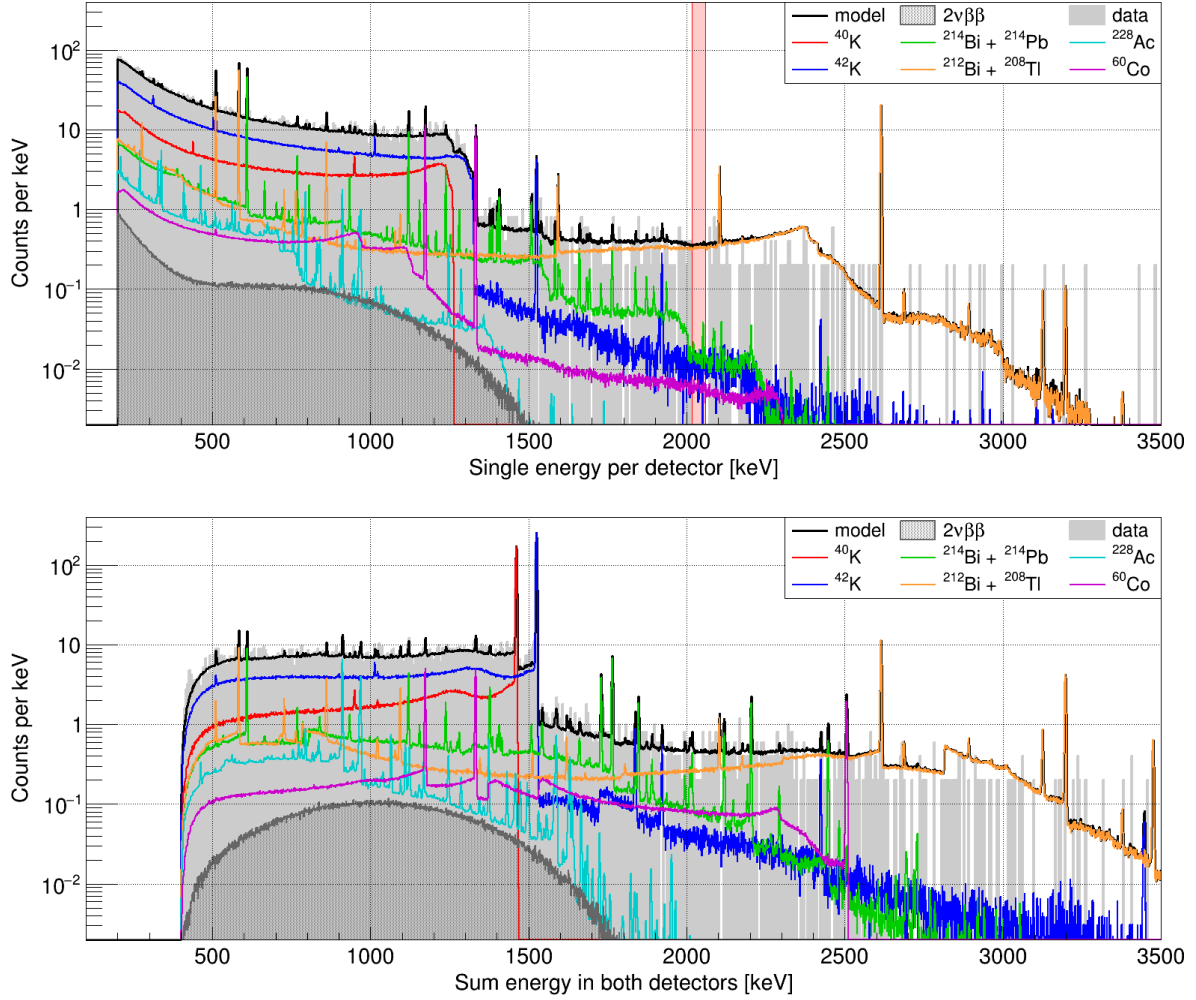 model 2νββ data
⁴⁰K ²¹⁴Bi + ²¹⁴Pb ²²⁸Ac
⁴²K ²¹²Bi + ²⁰⁸Tl ⁶⁰Co
Counts per keV
10²
10
1
10⁻¹
10⁻²
500 1000 1500 2000 2500 3000 3500
Single energy per detector [keV]
model 2νββ data
⁴⁰K ²¹⁴Bi + ²¹⁴Pb ²²⁸Ac
⁴²K ²¹²Bi + ²⁰⁸Tl ⁶⁰Co
Counts per keV
10²
10
1
10⁻¹
10⁻²
500 1000 1500 2000 2500 3000 3500
Sum energy in both detectors [keV]